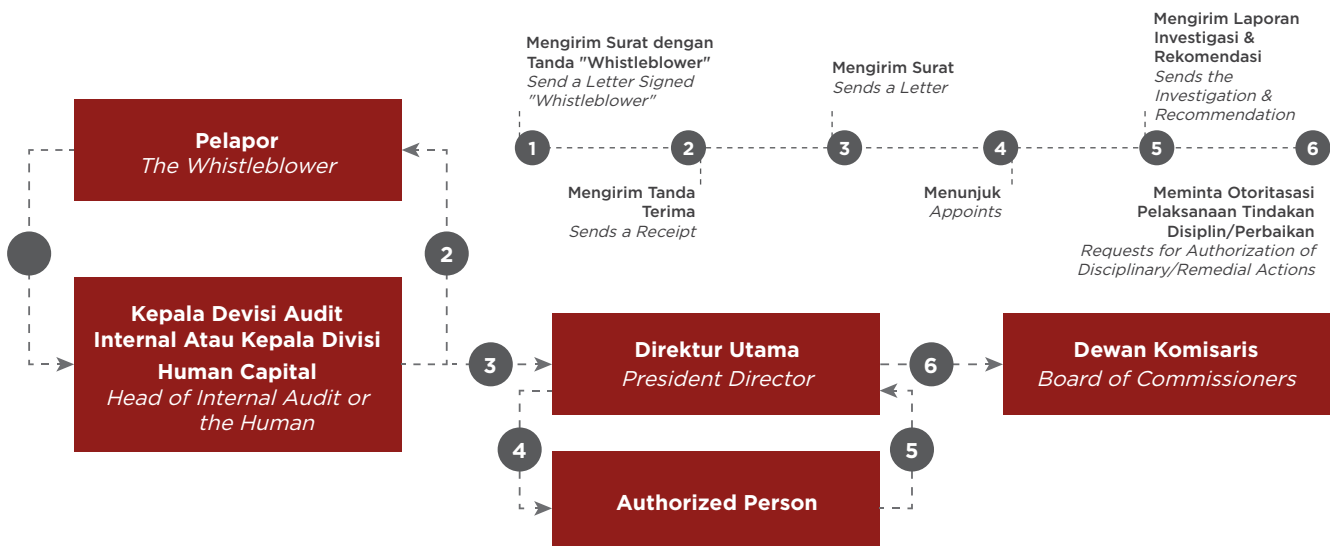 Mengirim Surat dengan
Tanda "Whistleblower"
Send a Letter Signed
"Whistleblower"
Mengirim Surat
Sends a Letter
Mengirim Laporan
Investigasi &
Rekomendasi
Sends the
Investigation &
Recommendation
1
2
3
4
5
6
Mengirim Tanda
Terima
Sends a Receipt
Menunjuk
Appoints
Meminta Otoritasasi
Pelaksanaan Tindakan
Disiplin/Perbaikan
Requests for Authorization of
Disciplinary/Remedial Actions
Pelapor
The Whistleblower
2
Kepala Devisi Audit
Internal Atau Kepala Divisi
Human Capital
Head of Internal Audit or
the Human
3
Direktur Utama
President Director
6
Dewan Komisaris
Board of Commissioners
4
5
Authorized Person